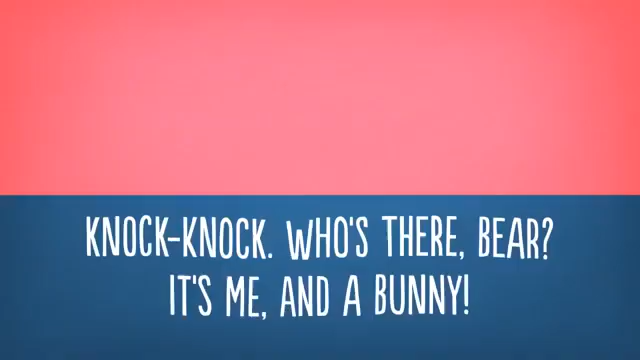 KNOCK-KNOCK. WHO'S THERE, BEAR?
IT'S ME, AND A BUNNY!